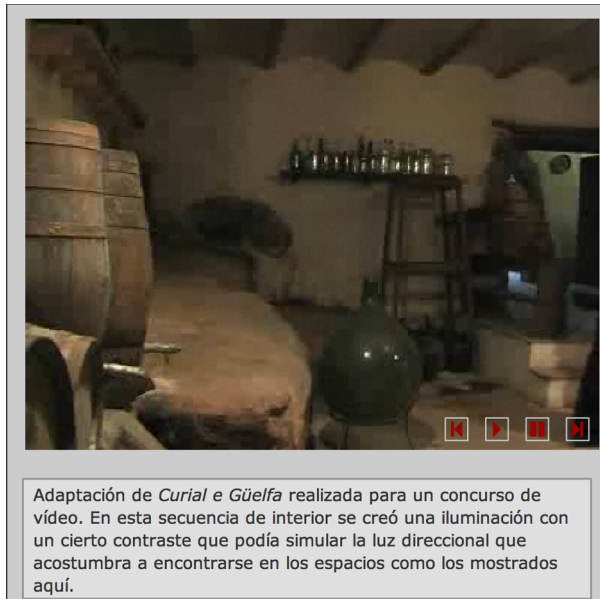 Adaptación de Curial e Güelfa realizada para un concurso de
vídeo. En esta secuencia de interior se creó una iluminación con
un cierto contraste que podía simular la luz direccional que
acostumbra a encontrarse en los espacios como los mostrados
aquí.